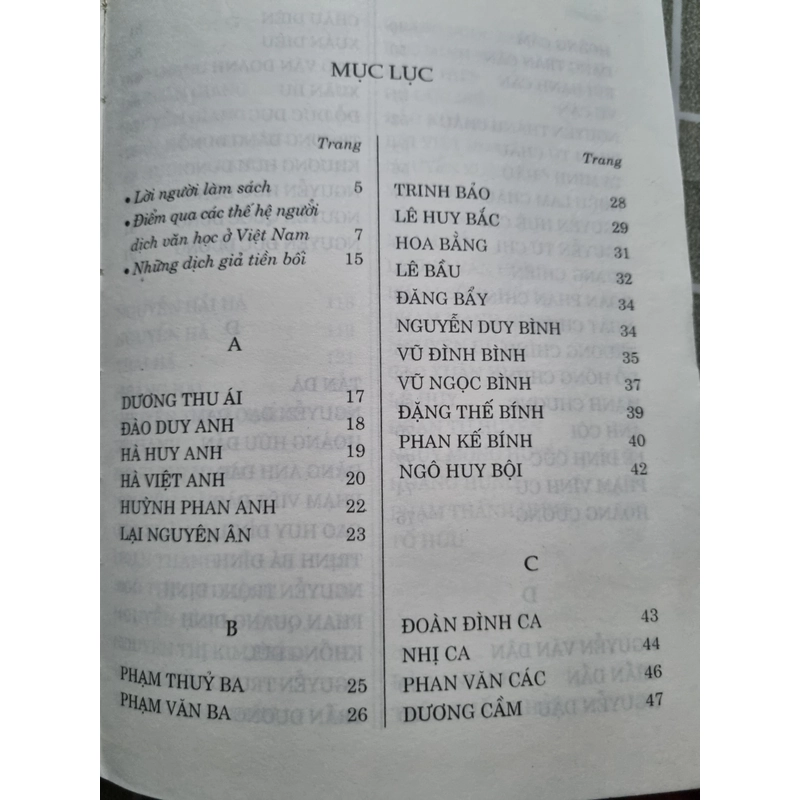 MỤC LỤC
Trang
• Lời người làm sách 5
• Điểm qua các thế hệ người
dịch văn học ở Việt Nam 7
• Những dịch giả tiền bối 15
A
DƯƠNG THU ÁI 17
ĐÀO DUY ANH 18
HÀ HUY ANH 19
HÀ VIỆT ANH 20
HUỲNH PHAN ANH 22
LẠI NGUYÊN ÂN 23
B
PHẠM THUỶ BA 25
PHẠM VĂN BA 26
Trang
TRINH BẢO 28
LÊ HUY BẮC 29
HOA BẰNG 31
LÊ BẦU 32
ĐĂNG BẨY 34
NGUYỄN DUY BÌNH 34
VŨ ĐÌNH BÌNH 35
VŨ NGỌC BÌNH 37
ĐẶNG THẾ BÍNH 39
PHAN KẾ BÍNH 40
NGÔ HUY BỘI 42
C
ĐOÀN ĐÌNH CA 43
NHỊ CA 44
PHAN VĂN CÁC 46
DƯƠNG CẦM 47